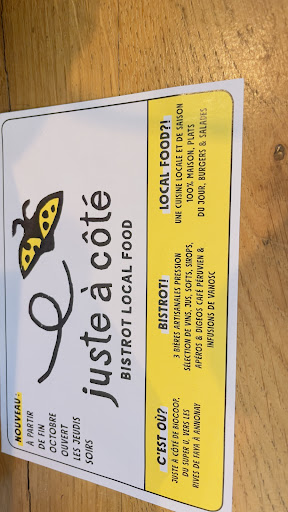 NOUVEAU :
À PARTIR
DE FIN
OCTOBRE
OUVERT
LES JEUDIS
SOIRS
juste à côté
BISTROT LOCAL FOOD
C'EST OÙ?
JUSTE À CÔTÉ DE BIOCOOP,
DU SUPER U, VERS LES
RIVES DE FAYA À ANNONAY
BISTROT!
3 BIÈRES ARTISANALES PRESSION
SÉLECTION DE VINS, JUS, SOFTS, SIROPS,
APÉROS & DIGEOS CAFÉ PÉRUVIEN &
INFUSIONS DE VANOSC
LOCAL FOOD?!
UNE CUISINE LOCALE ET DE SAISON
100% MAISON, PLATS
DU JOUR, BURGERS & SALADES